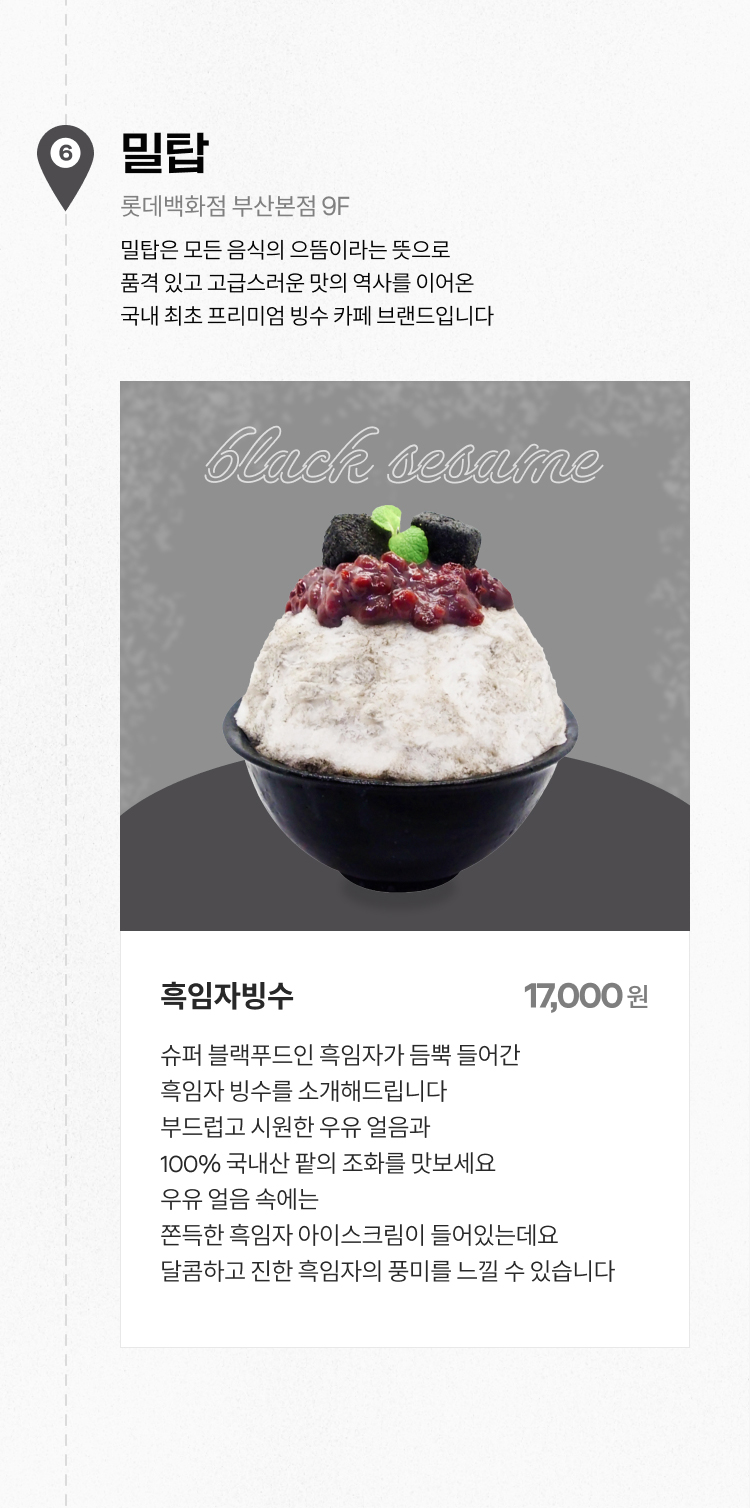 6
밀탑
롯데백화점 부산본점 9F
밀탑은 모든 음식의 으뜸이라는 뜻으로
품격 있고 고급스러운 맛의 역사를 이어온
국내 최초 프리미엄 빙수 카페 브랜드입니다
black sesame
흑임자빙수
17,000 원
슈퍼 블랙푸드인 흑임자가 듬뿍 들어간
흑임자 빙수를 소개해드립니다
부드럽고 시원한 우유 얼음과
100% 국내산 팥의 조화를 맛보세요
우유 얼음 속에는
쫀득한 흑임자 아이스크림이 들어있는데요
달콤하고 진한 흑임자의 풍미를 느낄 수 있습니다